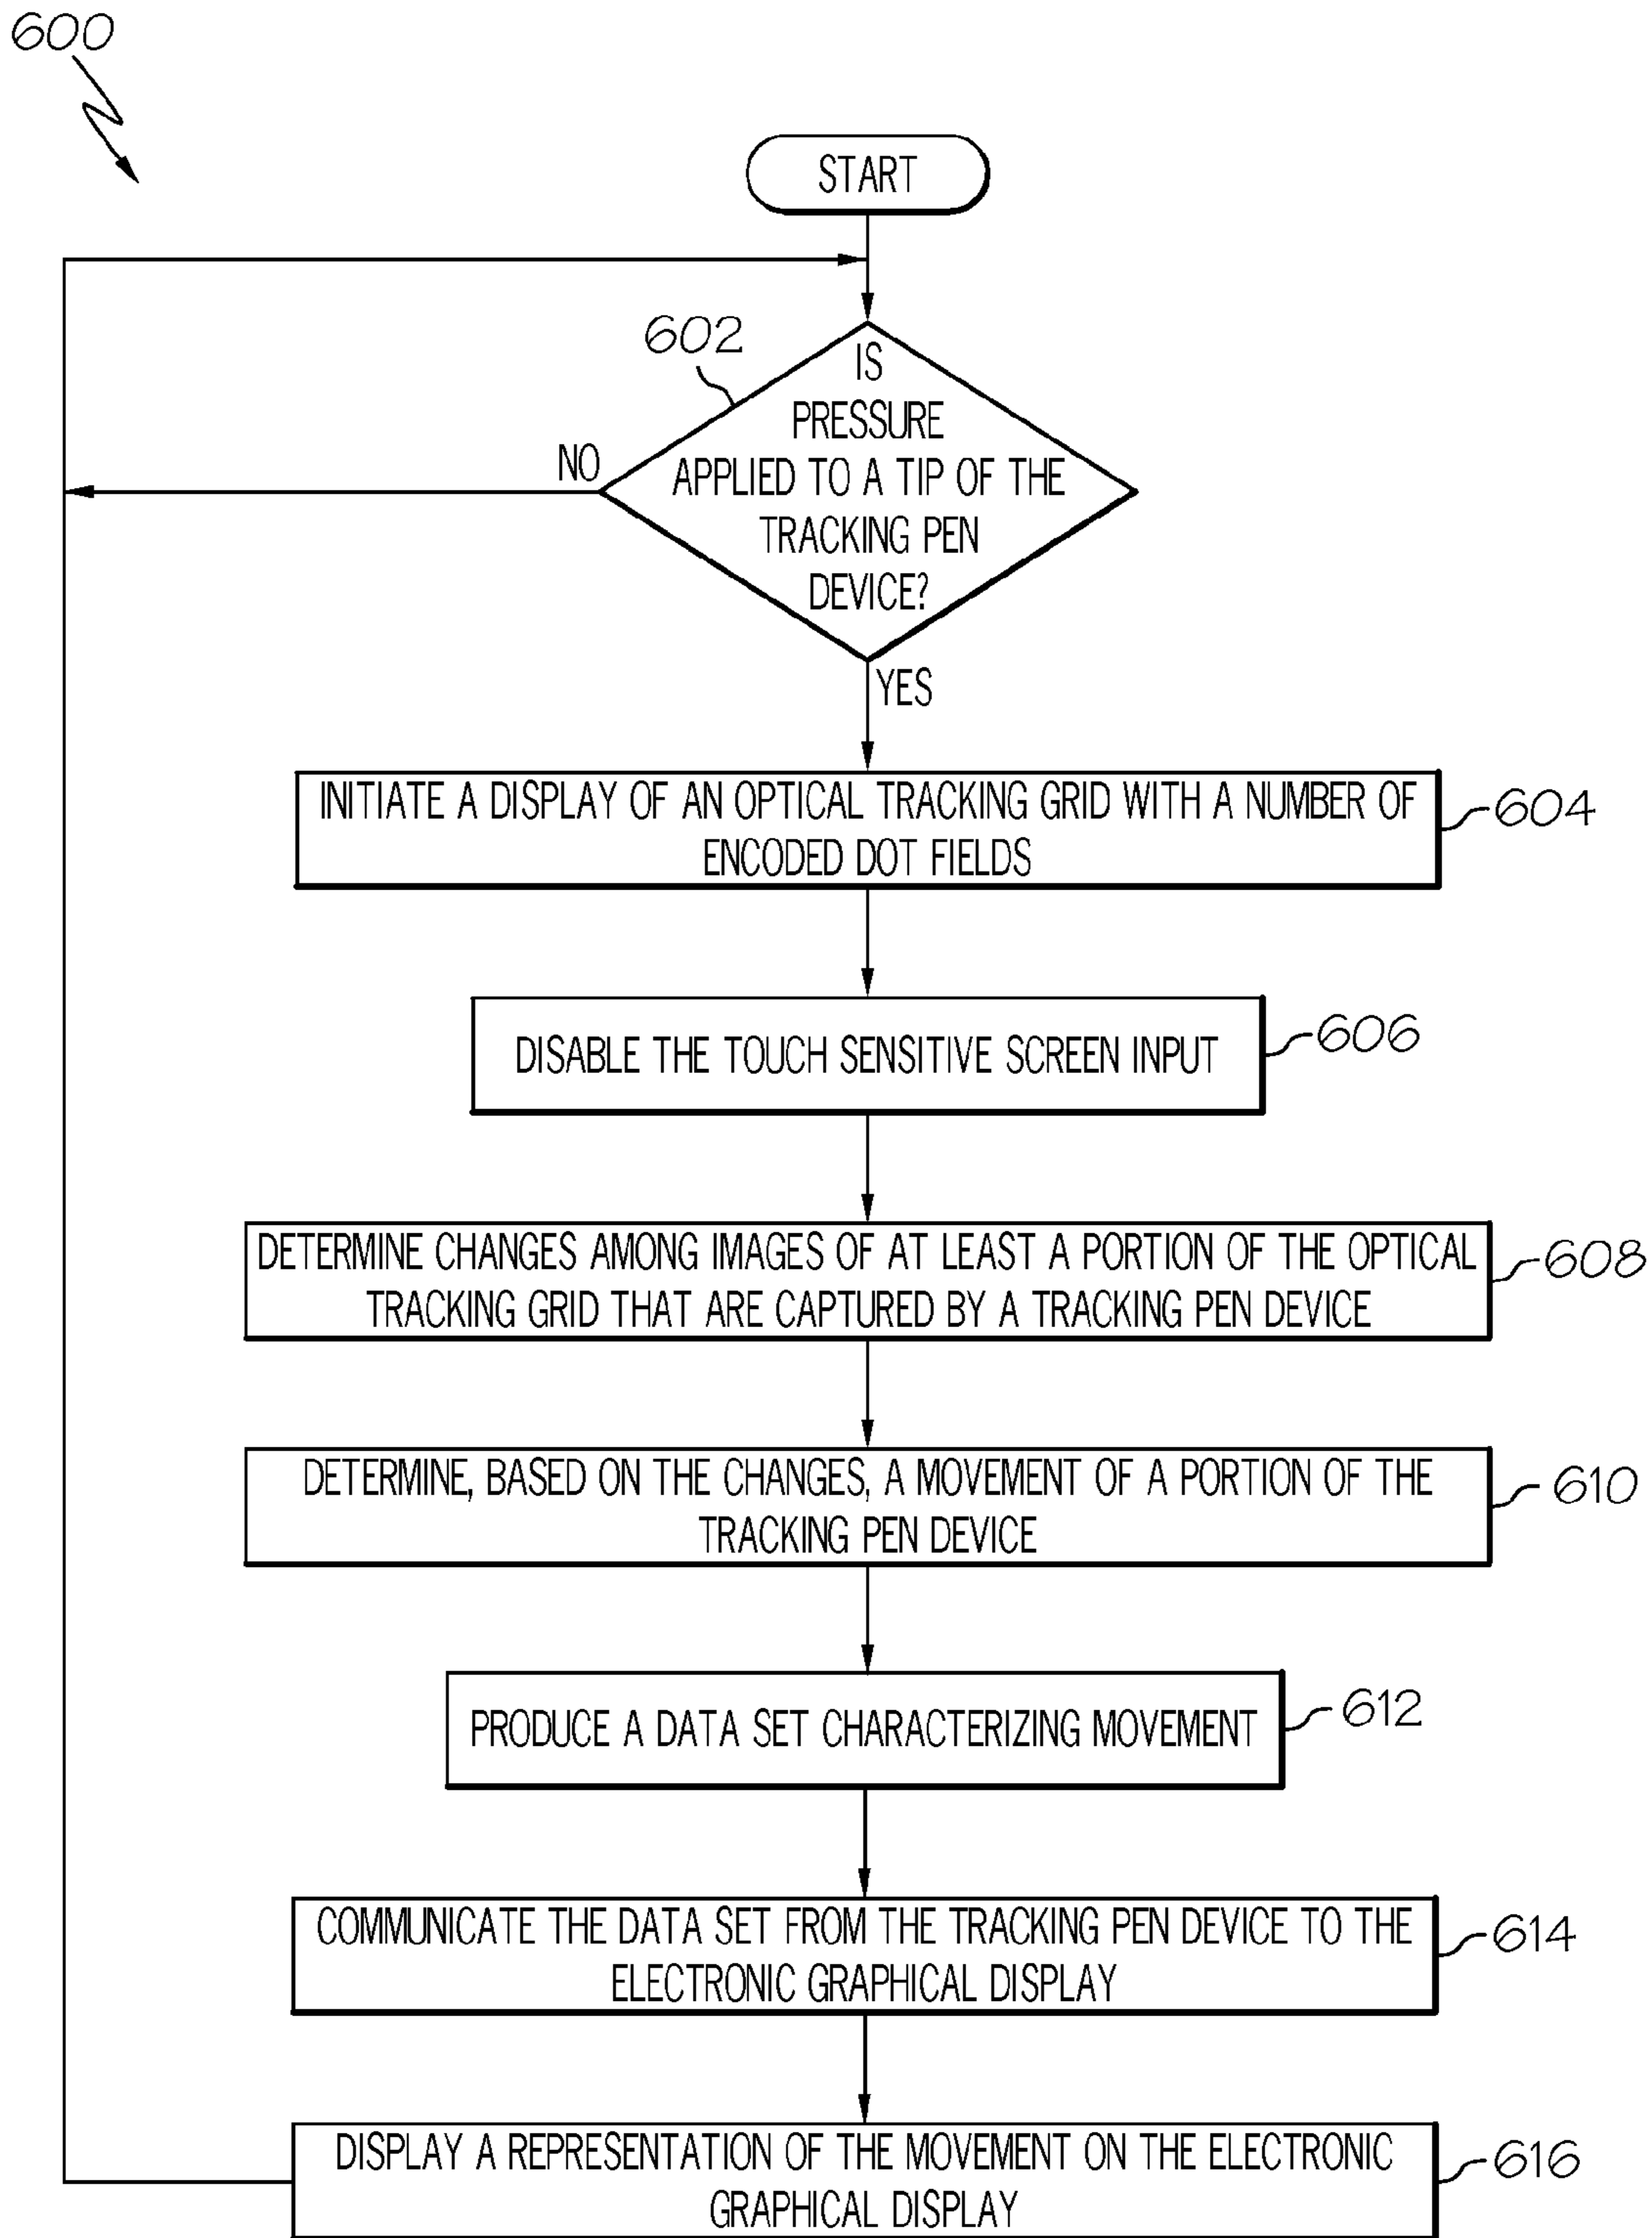 600
START
602
IS
PRESSURE
APPLIED TO A TIP OF THE
TRACKING PEN
DEVICE?
NO
YES
INITIATE A DISPLAY OF AN OPTICAL TRACKING GRID WITH A NUMBER OF
ENCODED DOT FIELDS
604
DISABLE THE TOUCH SENSITIVE SCREEN INPUT
606
DETERMINE CHANGES AMONG IMAGES OF AT LEAST A PORTION OF THE OPTICAL
TRACKING GRID THAT ARE CAPTURED BY A TRACKING PEN DEVICE
608
DETERMINE, BASED ON THE CHANGES, A MOVEMENT OF A PORTION OF THE
TRACKING PEN DEVICE
610
PRODUCE A DATA SET CHARACTERIZING MOVEMENT
612
COMMUNICATE THE DATA SET FROM THE TRACKING PEN DEVICE TO THE
ELECTRONIC GRAPHICAL DISPLAY
614
DISPLAY A REPRESENTATION OF THE MOVEMENT ON THE ELECTRONIC
GRAPHICAL DISPLAY
616